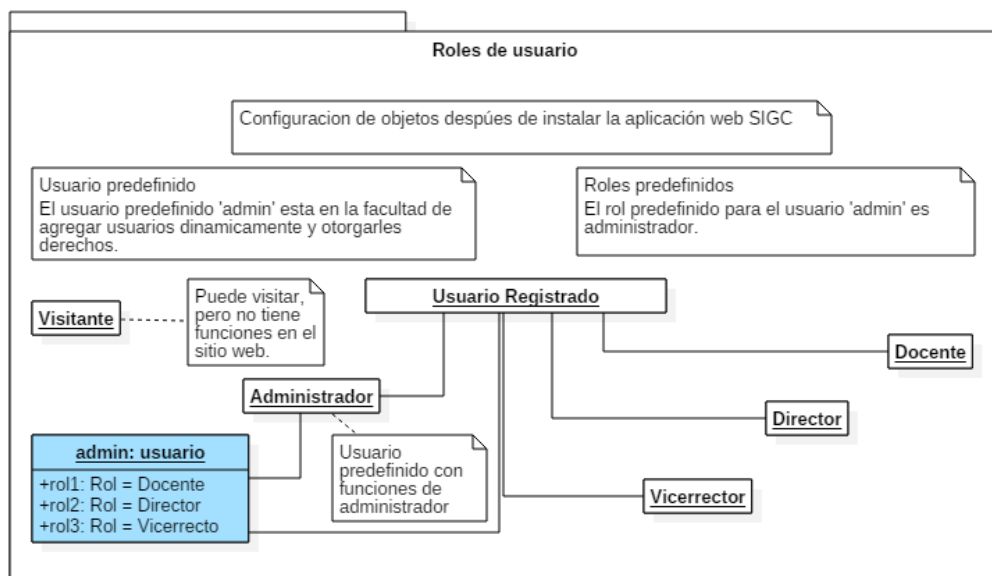 Roles de usuario
Configuracion de objetos despúes de instalar la aplicación web SIGC
Usuario predefinido
El usuario predefinido 'admin' esta en la facultad de
agregar usuarios dinamicamente y otorgarles
derechos.
Roles predefinidos
El rol predefinido para el usuario 'admin' es
administrador.
Visitante
Puede visitar,
pero no tiene
funciones en el
sitio web.
Usuario Registrado
Docente
Administrador
Director
admin: usuario
+rol1: Rol = Docente
+rol2: Rol = Director
+rol3: Rol = Vicerrecto
Usuario
predefinido con
funciones de
administrador
Vicerrector